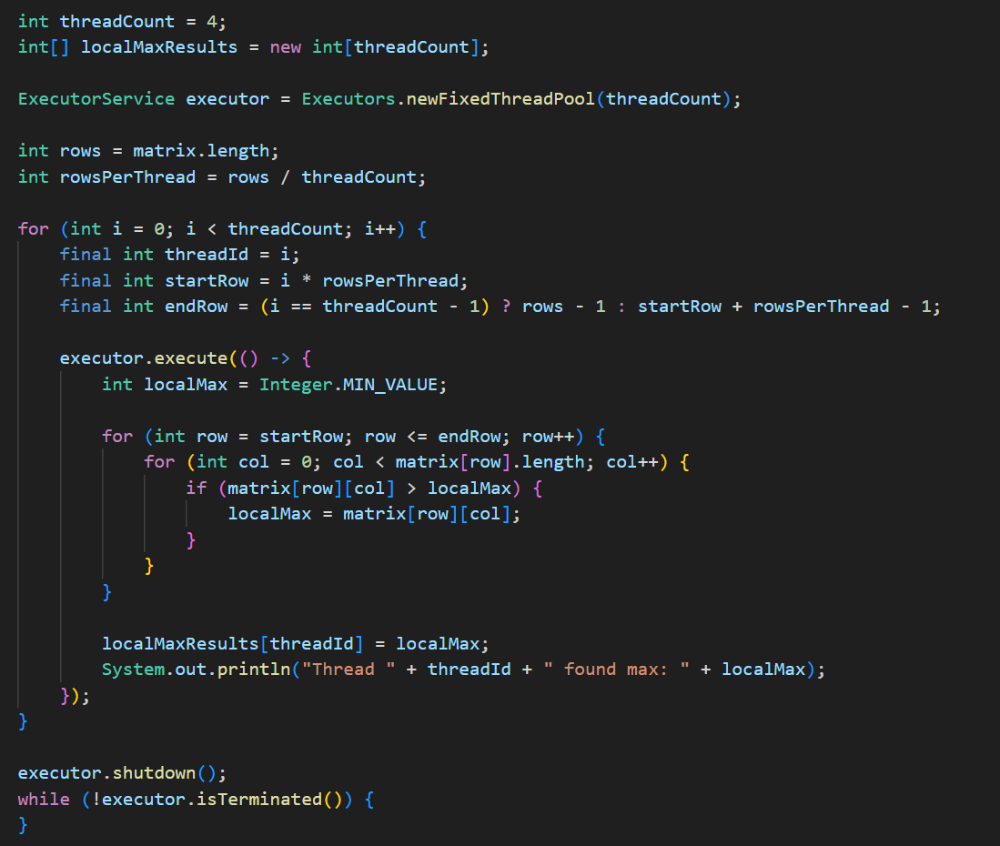 int threadCount = 4;
int[] localMaxResults = new int[threadCount];

ExecutorService executor = Executors.newFixedThreadPool(threadCount);

int rows = matrix.length;
int rowsPerThread = rows / threadCount;

for (int i = 0; i < threadCount; i++) {
    final int threadId = i;
    final int startRow = i * rowsPerThread;
    final int endRow = (i == threadCount - 1) ? rows - 1 : startRow + rowsPerThread - 1;

    executor.execute(() -> {
        int localMax = Integer.MIN_VALUE;

        for (int row = startRow; row <= endRow; row++) {
            for (int col = 0; col < matrix[row].length; col++) {
                if (matrix[row][col] > localMax) {
                    localMax = matrix[row][col];
                }
            }
        }

        localMaxResults[threadId] = localMax;
        System.out.println("Thread " + threadId + " found max: " + localMax);
    });
}

executor.shutdown();
while (!executor.isTerminated()) {
}